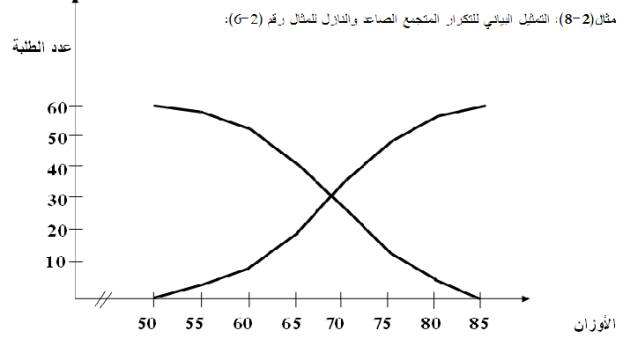 مثال(2-8): التمثيل البياني للتكرار المتجمع الصاعد والنازل للمثال رقم (2-6):
عدد الطلبة
60
50
40
30
20
10
50 55 60 65 70 75 80 85
الأوزان